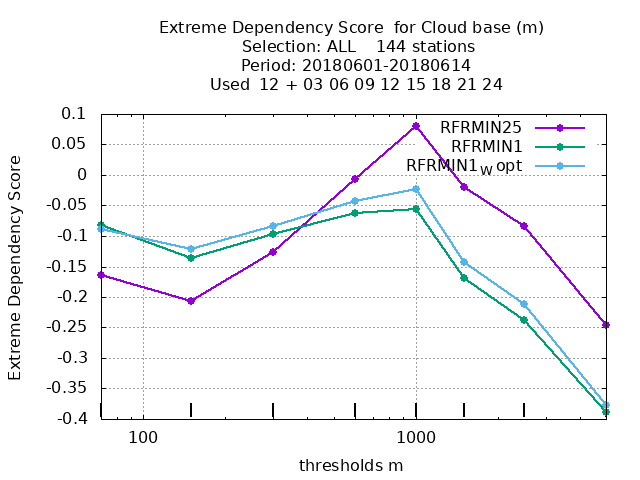 Extreme Dependency Score  for Cloud base (m)
Selection: ALL    144 stations
Period: 20180601-20180614
Used  12 + 03 06 09 12 15 18 21 24
RFRMIN25
RFRMIN1
RFRMIN1W opt
0.1
0.05
0
-0.05
-0.1
-0.15
-0.2
-0.25
-0.3
-0.35
-0.4
Extreme Dependency Score
100
1000
thresholds m